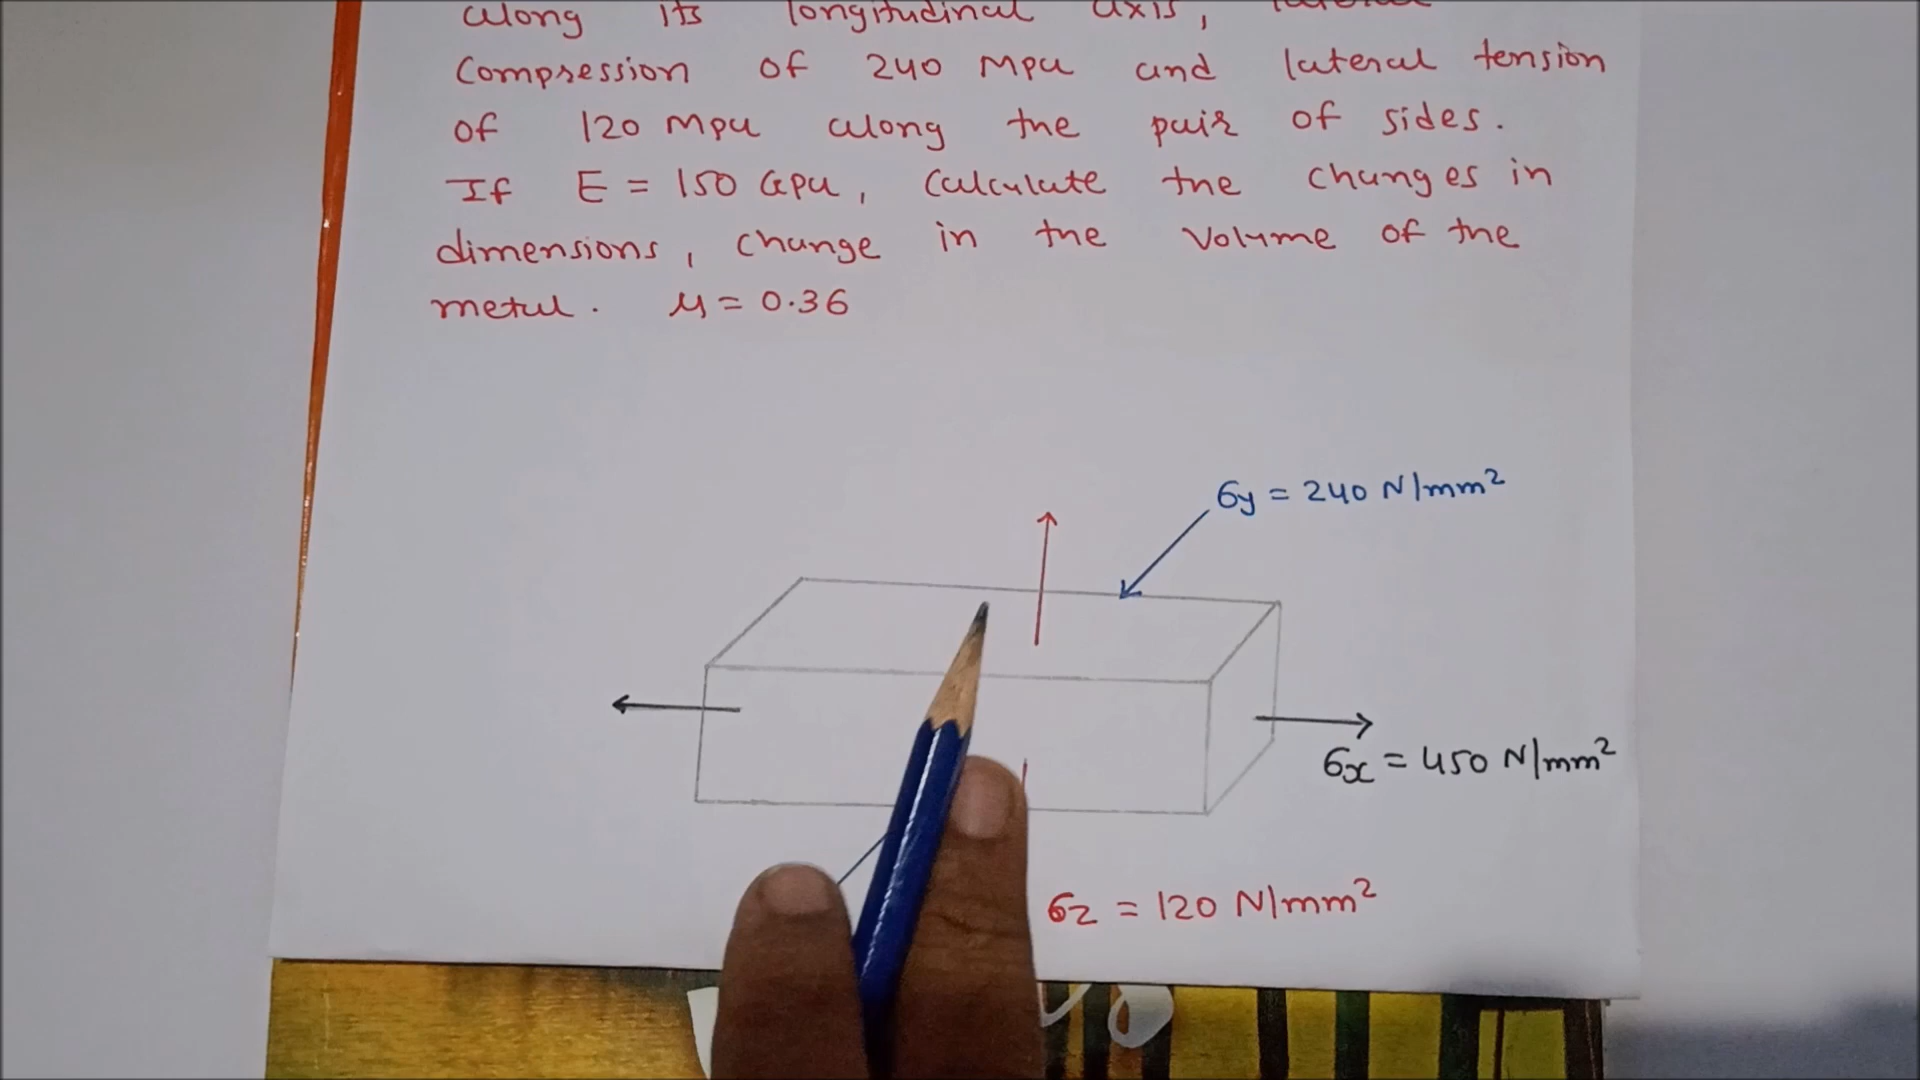 along its longitudinal axis, lateral
Compression of 240 Mpa and lateral tension
of 120 Mpa along the pair of sides.
If E = 150 Gpa, Calculate the changes in
dimensions, change in the Volume of the
metal. μ = 0.36
σy = 240 N/mm²
σx = 450 N/mm²
σz = 120 N/mm²